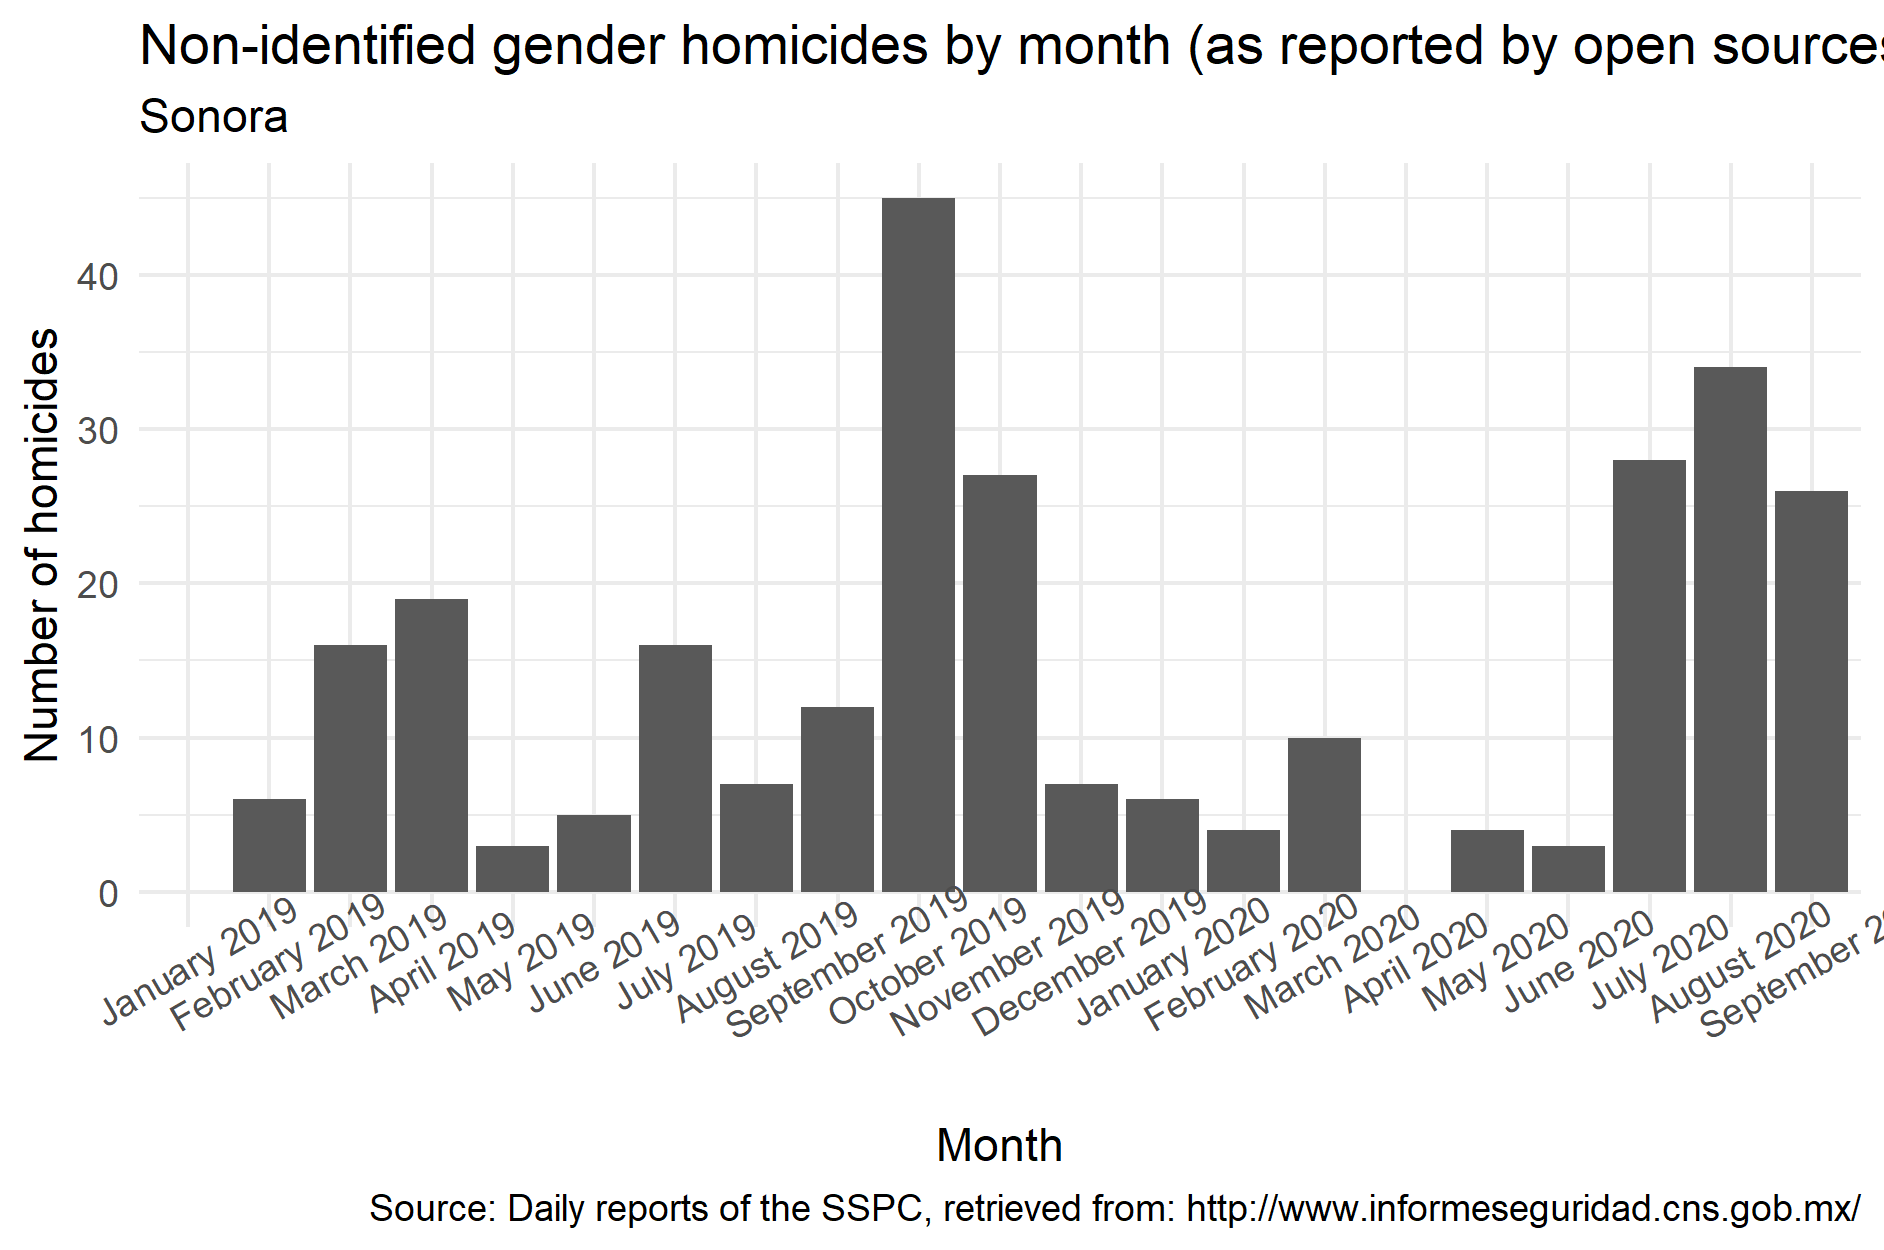 Non-identified gender homicides by month (as reported by open sources
Sonora
Number of homicides
40
30
20
10
0
January 2019
February 2019
March 2019
April 2019
May 2019
June 2019
July 2019
August 2019
September 2019
October 2019
November 2019
December 2019
January 2020
February 2020
March 2020
April 2020
May 2020
June 2020
July 2020
August 2020
September 2
Month
Source: Daily reports of the SSPC, retrieved from: http://www.informeseguridad.cns.gob.mx/